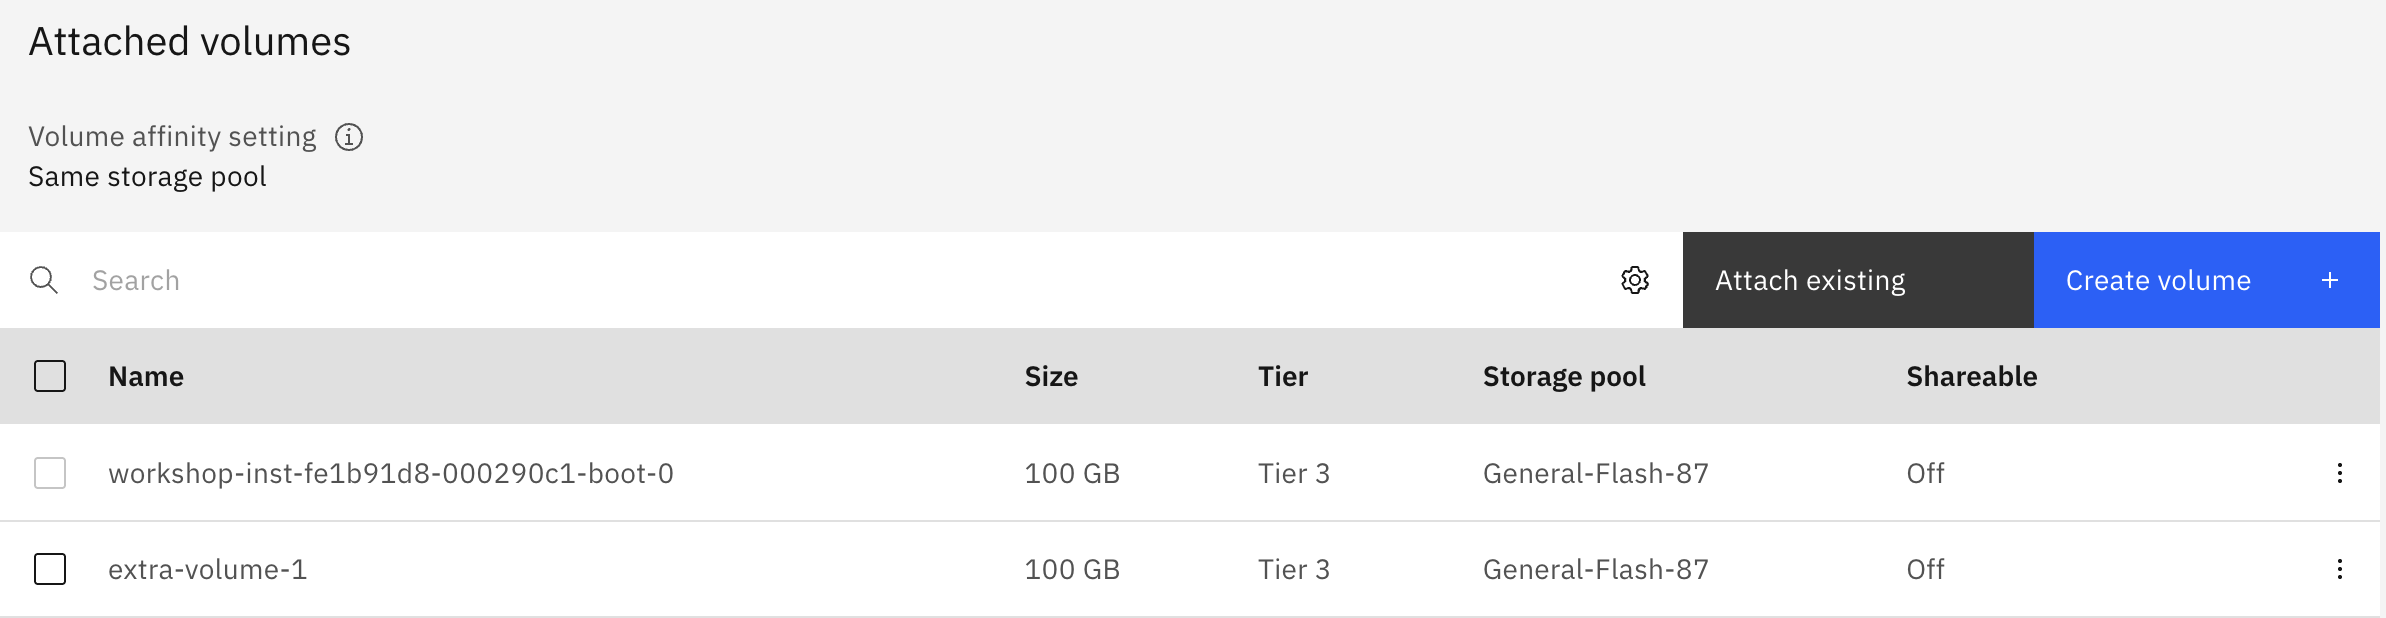 Attached volumes
Volume affinity setting
Same storage pool
Search
Attach existing
Create volume +
Name Size Tier Storage pool Shareable
workshop-inst-fe1b91d8-000290c1-boot-0 100 GB Tier 3 General-Flash-87 Off
extra-volume-1 100 GB Tier 3 General-Flash-87 Off